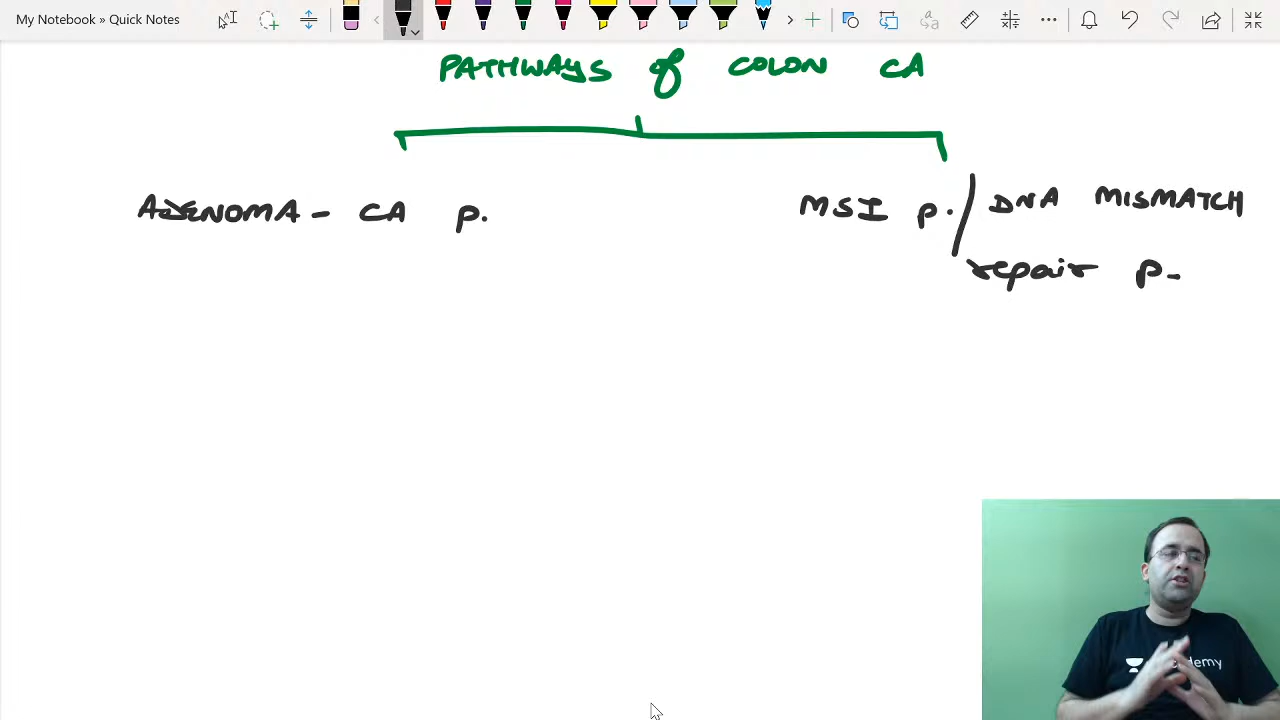 My Notebook » Quick Notes
PATHWAYS of COLON CA
ADENOMA - CA p.
MSI p. / DNA MISMATCH
repair p-